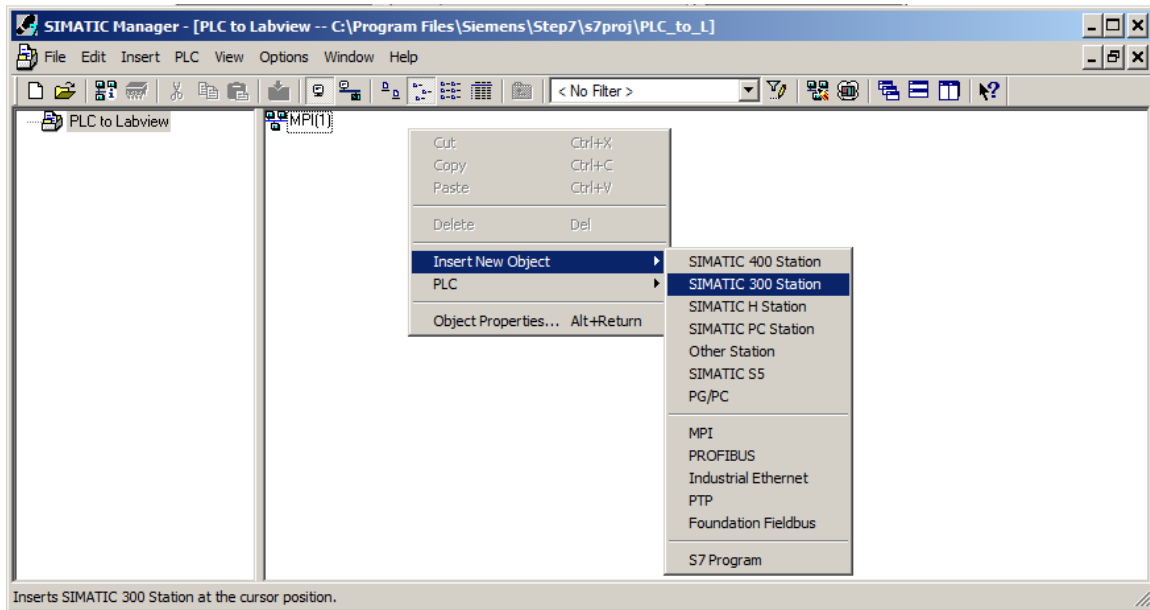 SIMATIC Manager - [PLC to Labview -- C:\Program Files\Siemens\Step7\s7proj\PLC_to_L]
File Edit Insert PLC View Options Window Help
< No Filter >
PLC to Labview
MPI(1)
Cut Ctrl+X
Copy Ctrl+C
Paste Ctrl+V
Delete Del
Insert New Object
PLC
Object Properties... Alt+Return
SIMATIC 400 Station
SIMATIC 300 Station
SIMATIC H Station
SIMATIC PC Station
Other Station
SIMATIC S5
PG/PC
MPI
PROFIBUS
Industrial Ethernet
PTP
Foundation Fieldbus
S7 Program
Inserts SIMATIC 300 Station at the cursor position.